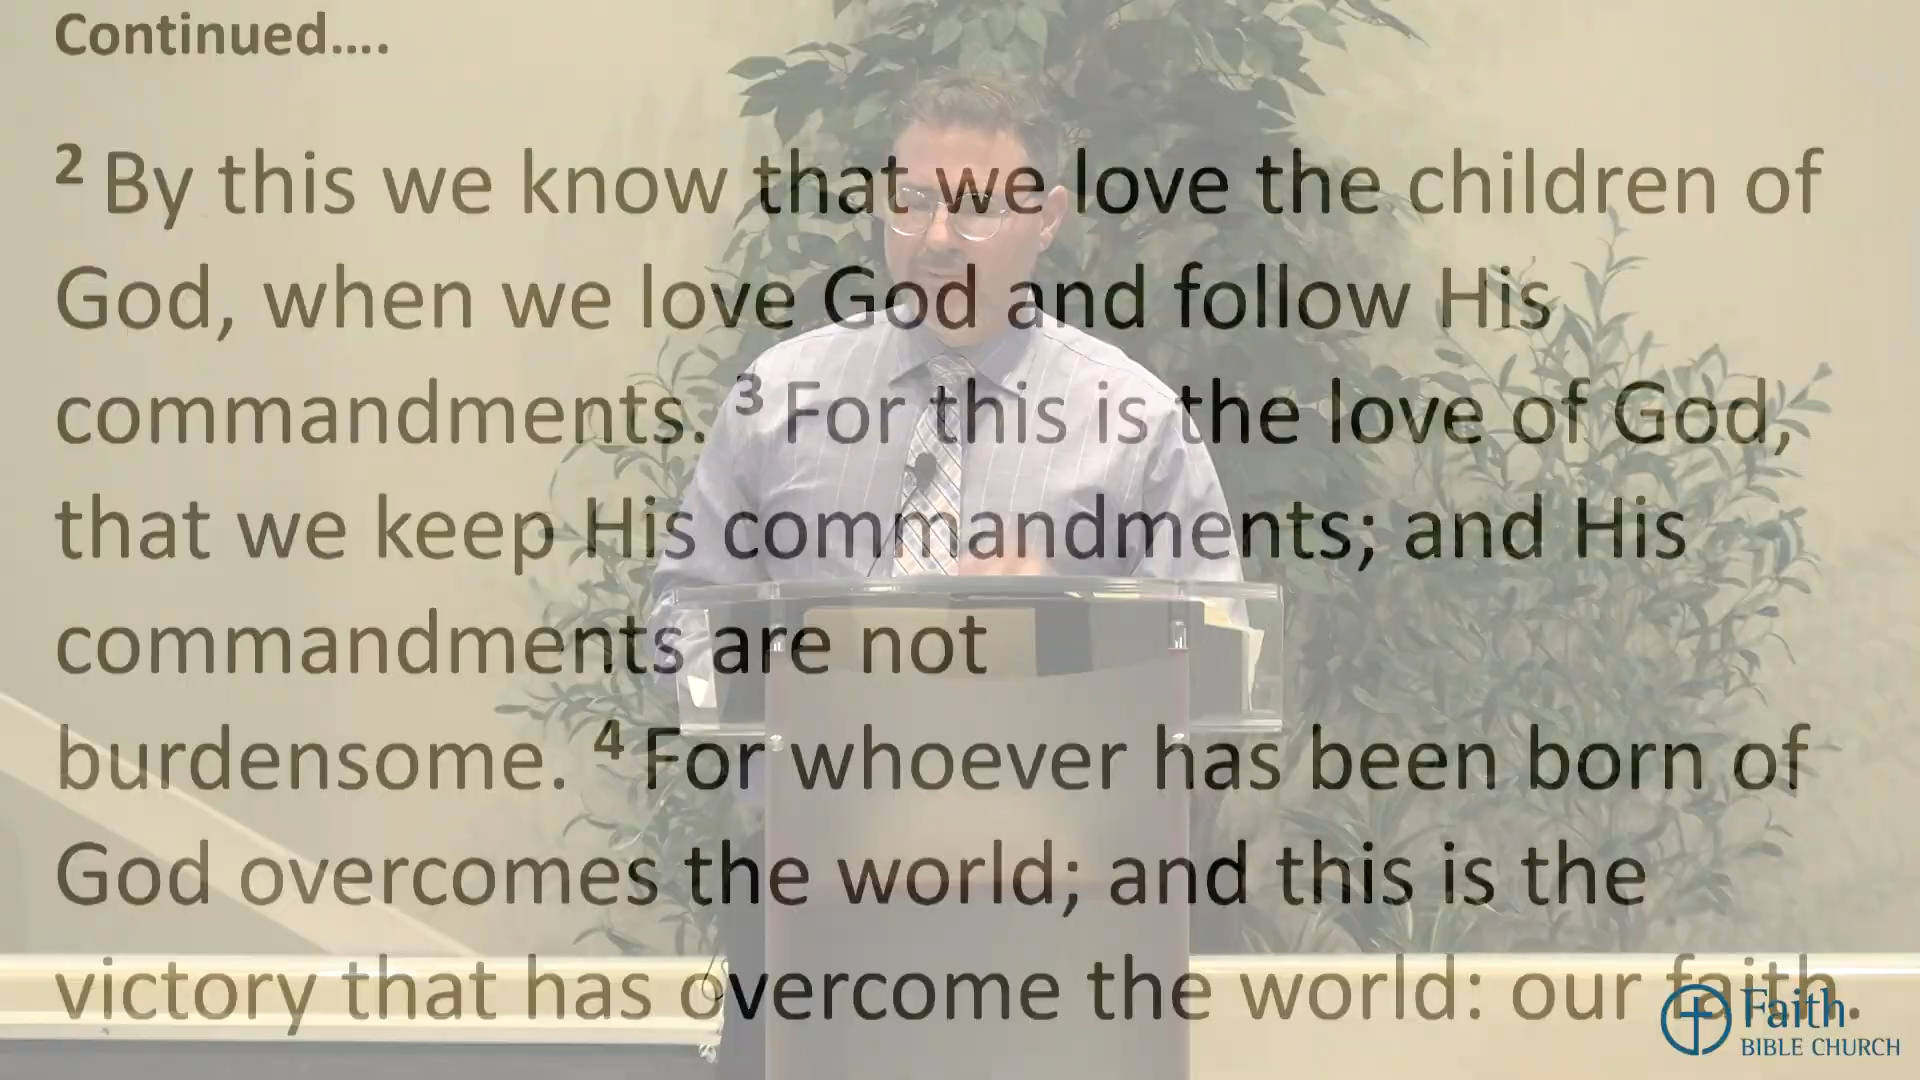 Continued....
2 By this we know that we love the children of
God, when we love God and follow His
commandments. 3 For this is the love of God,
that we keep His commandments; and His
commandments are not
burdensome. 4 For whoever has been born of
God overcomes the world; and this is the
victory that has overcome the world: our faith.
Faith
BIBLE CHURCH